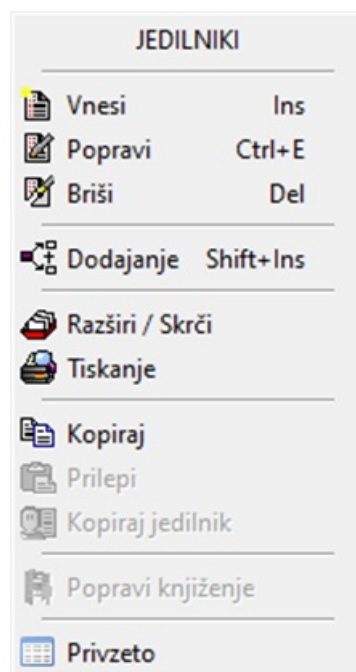 JEDILNIKI
Vnesi Ins
Popravi Ctrl+E
Briši Del
Dodajanje Shift+Ins
Razširi / Skrči
Tiskanje
Kopiraj
Prilepi
Kopiraj jedilnik
Popravi knjiženje
Privzeto